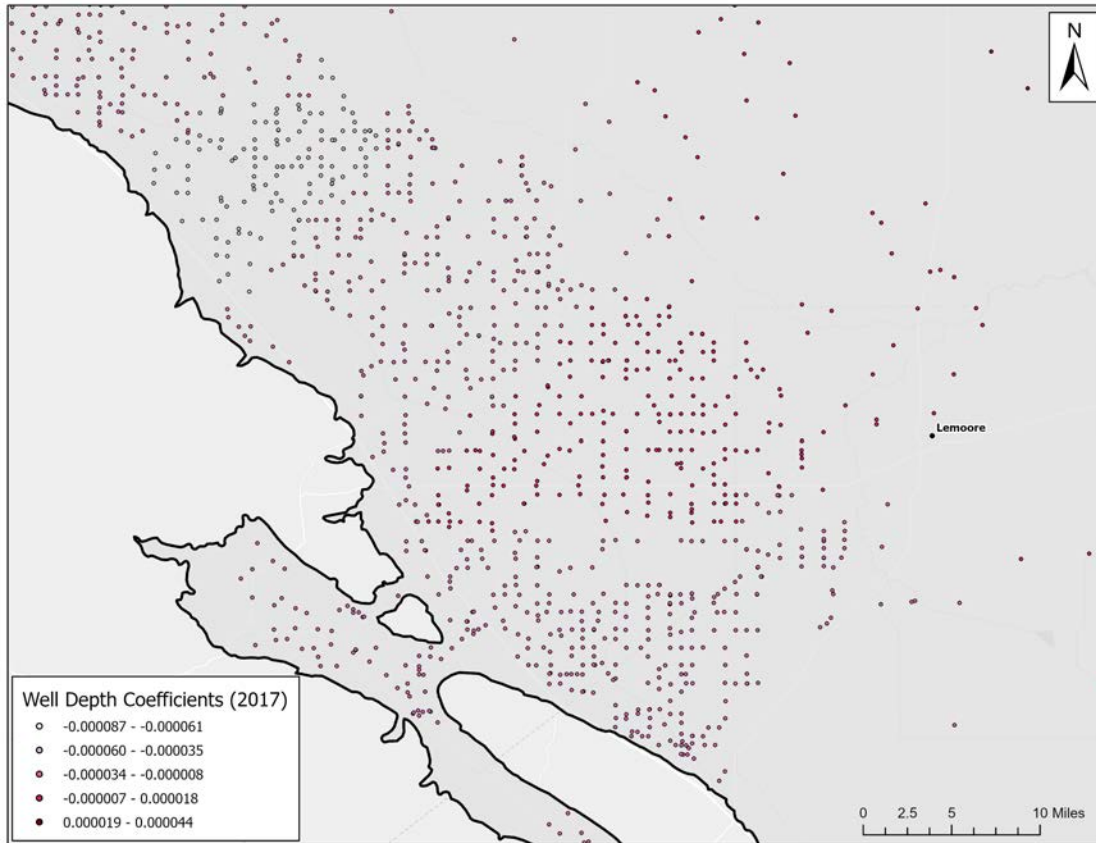 N
Lemoore
Well Depth Coefficients (2017)
-0.000087 - -0.000061
-0.000060 - -0.000035
-0.000034 - -0.000008
-0.000007 - 0.000018
0.000019 - 0.000044
0 2.5 5 10 Miles